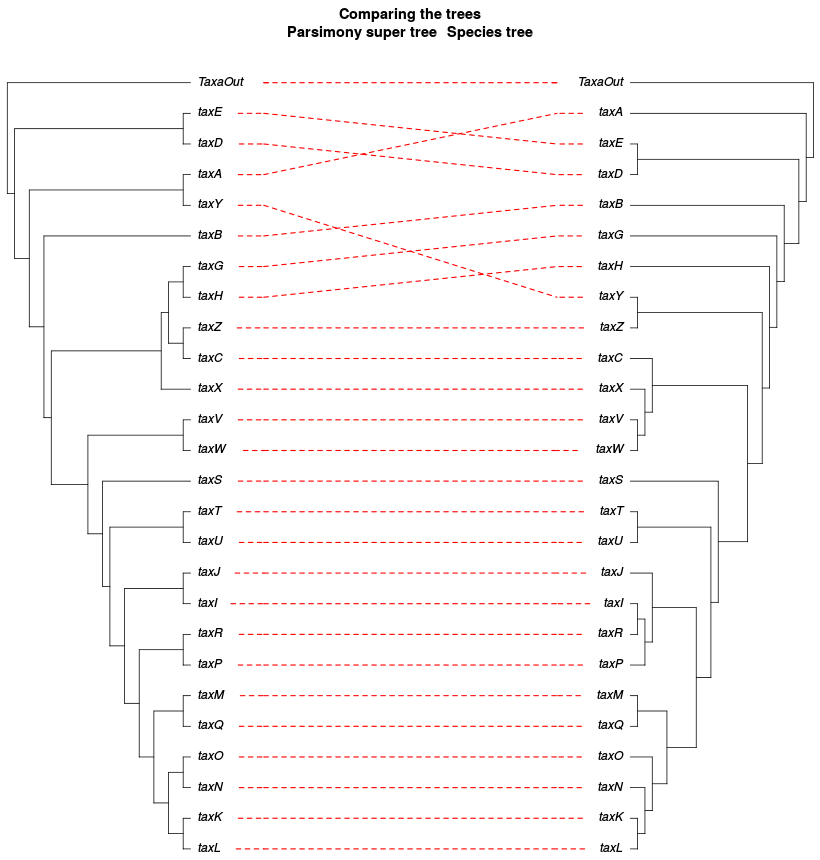 Comparing the trees
Parsimony super tree Species tree
TaxaOut TaxaOut
taxE taxA
taxD taxE
taxA taxD
taxY taxB
taxB taxG
taxG taxH
taxH taxY
taxZ taxZ
taxC taxC
taxX taxX
taxV taxV
taxW taxW
taxS taxS
taxT taxT
taxU taxU
taxJ taxJ
taxI taxI
taxR taxR
taxP taxP
taxM taxM
taxQ taxQ
taxO taxO
taxN taxN
taxK taxK
taxL taxL